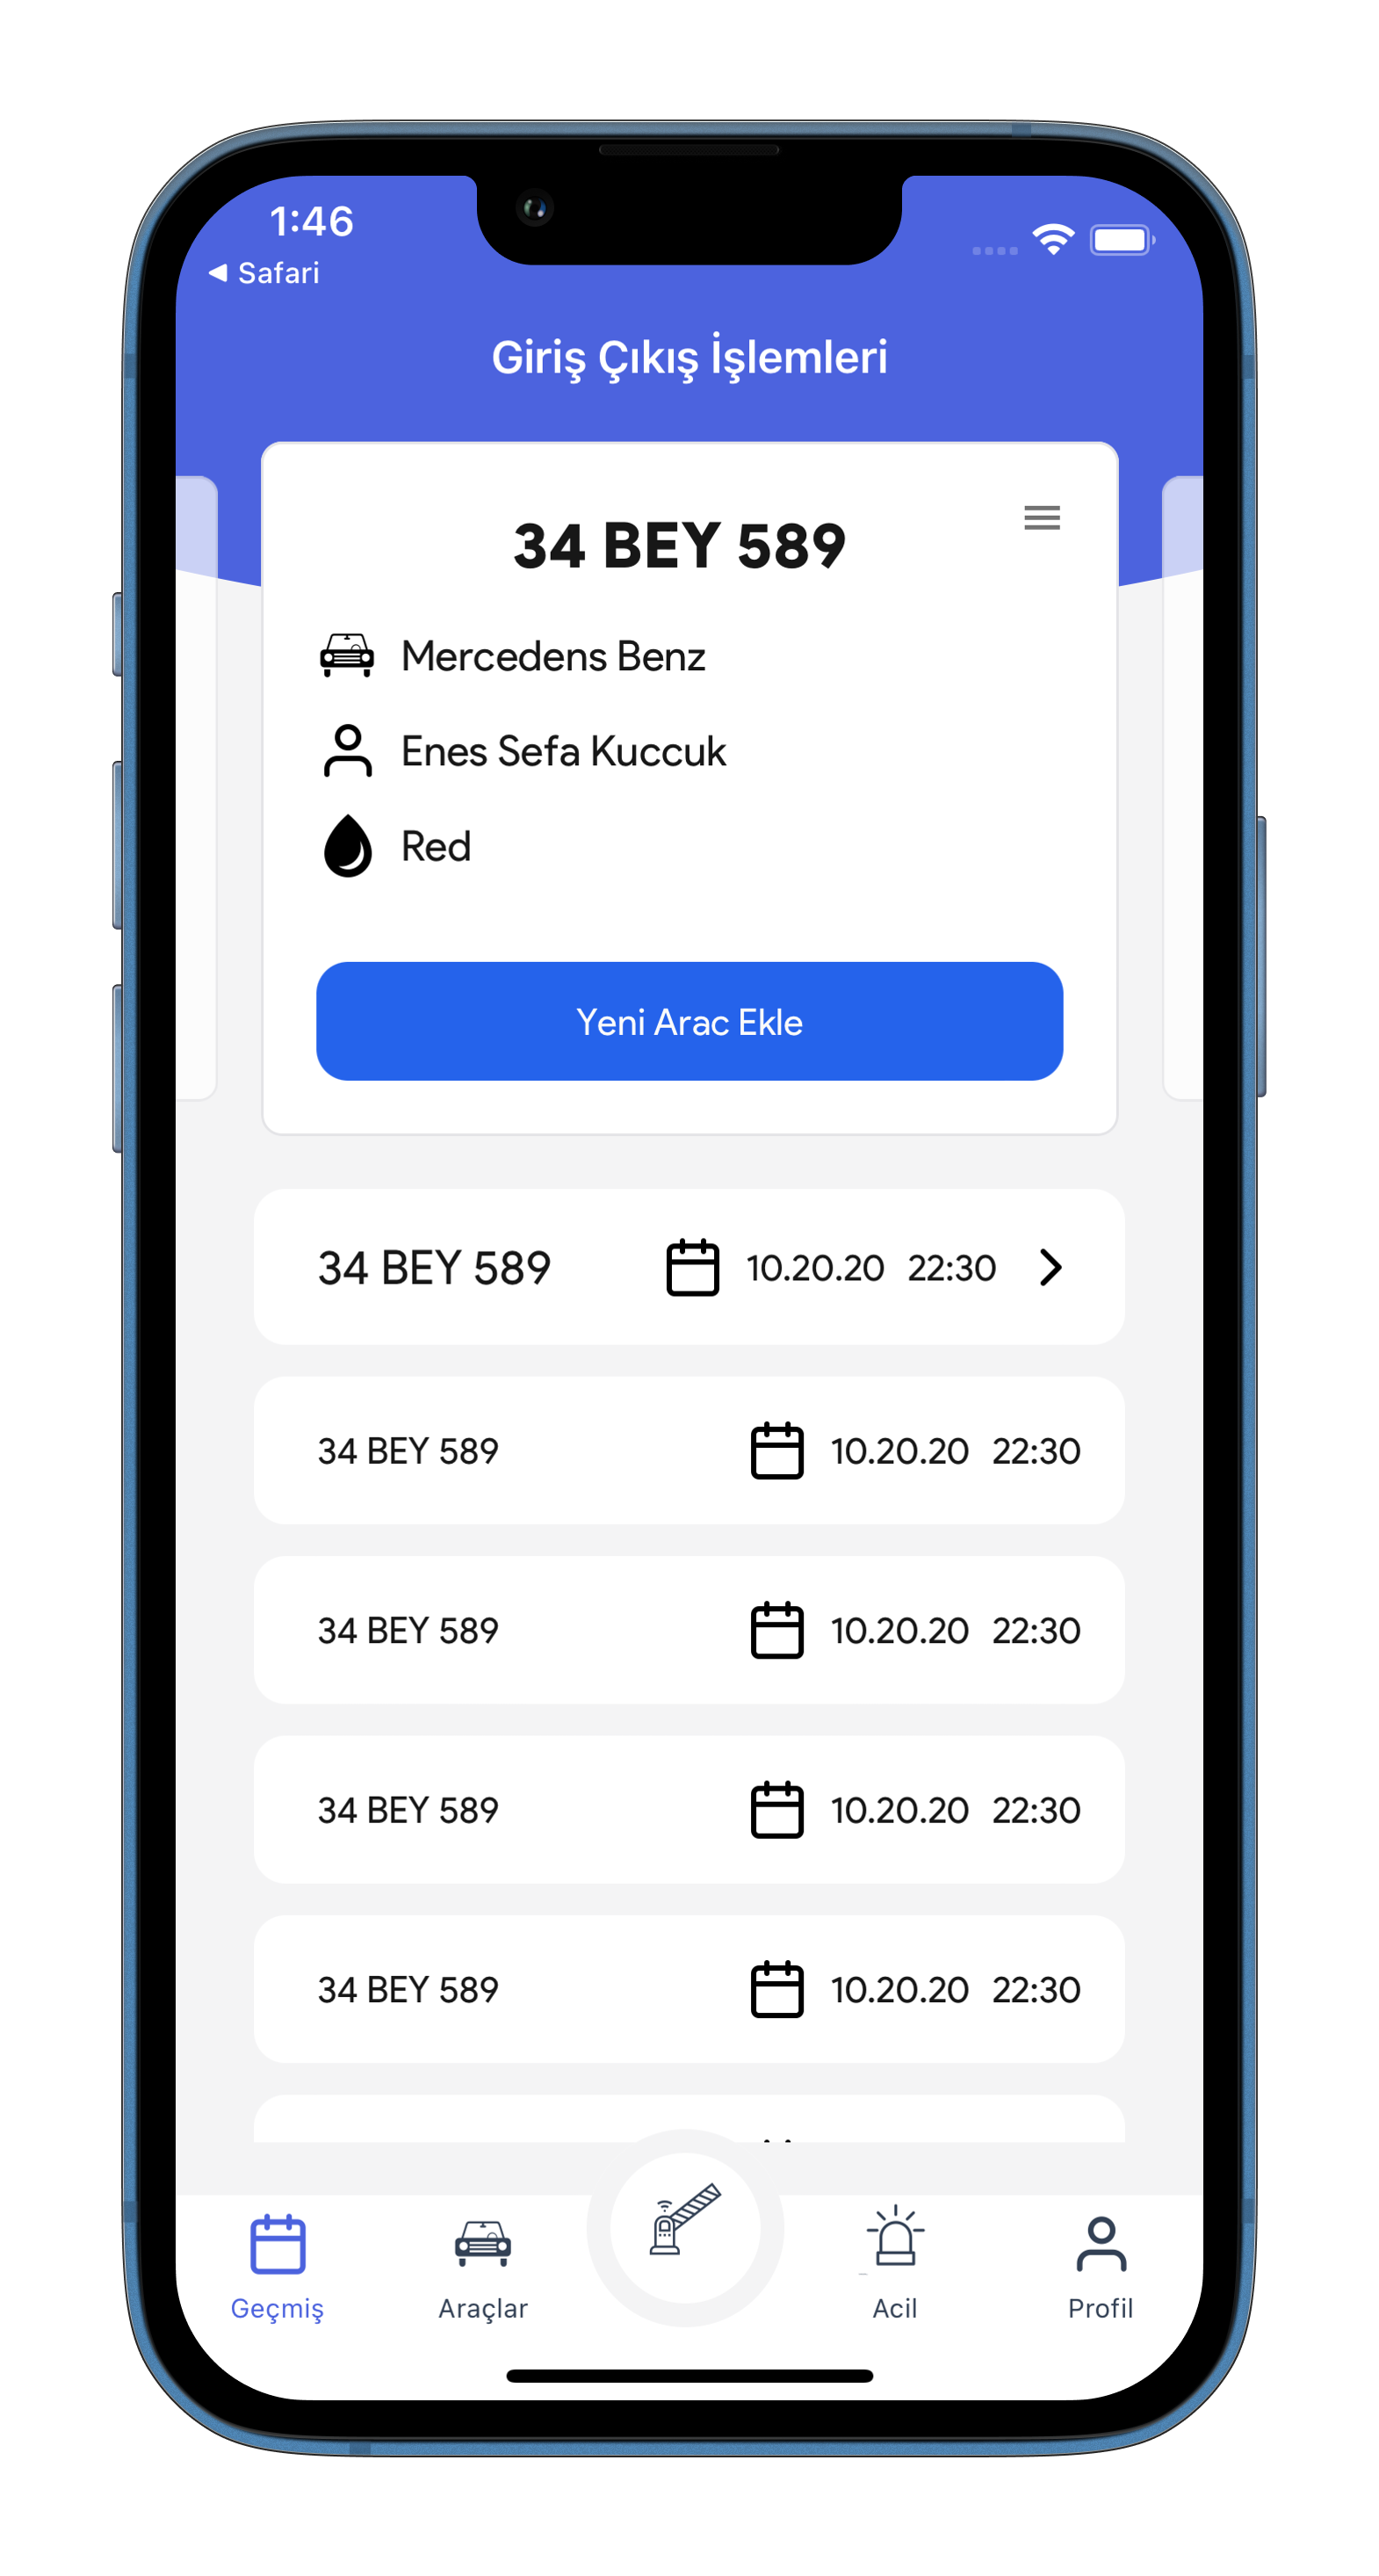 1:46
Safari
Giriş Çıkış İşlemleri
34 BEY 589
Mercedens Benz
Enes Sefa Kuccuk
Red
Yeni Arac Ekle
34 BEY 589 10.20.20 22:30
34 BEY 589 10.20.20 22:30
34 BEY 589 10.20.20 22:30
34 BEY 589 10.20.20 22:30
34 BEY 589 10.20.20 22:30
Geçmiş Araçlar Acil Profil